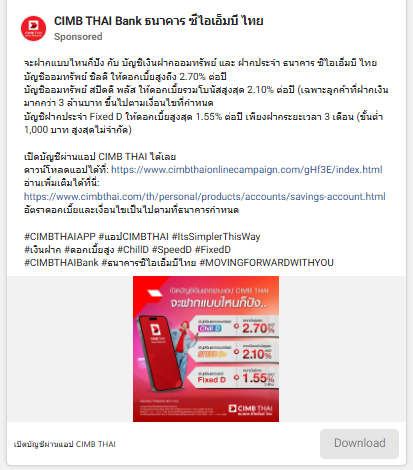 CIMB THAI Bank ธนาคาร ซีไอเอ็มบี ไทย
Sponsored
จะฝากแบบไหนก็ปัง กับ บัญชีเงินฝากออมทรัพย์ และ ฝากประจำ ธนาคาร ซีไอเอ็มบี ไทย
บัญชีออมทรัพย์ ชิลดี ให้ดอกเบี้ยสูงถึง 2.70% ต่อปี
บัญชีออมทรัพย์ สปีดดี พลัส ให้ดอกเบี้ยรวมโบนัสสูงสุด 2.10% ต่อปี (เฉพาะลูกค้าที่ฝากเงิน
มากกว่า 3 ล้านบาท ขึ้นไปตามเงื่อนไขที่กำหนด
บัญชีฝากประจำ Fixed D ให้ดอกเบี้ยสูงสุด 1.55% ต่อปี เพียงฝากระยะเวลา 3 เดือน (ขั้นต่ำ
1,000 บาท สูงสุดไม่จำกัด)
เปิดบัญชีผ่านแอป CIMB THAI ได้เลย
ดาวน์โหลดแอปได้ที่: https://www.cimbthaionlinecampaign.com/gHf3E/index.html
อ่านเพิ่มเติมได้ที่นี่:
https://www.cimbthai.com/th/personal/products/accounts/savings-account.html
อัตราดอกเบี้ยและเงื่อนไขเป็นไปตามที่ธนาคารกำหนด
#CIMBTHAIAPP #แอปCIMBTHAI #ItsSimplerThisWay
#เงินฝาก #ดอกเบี้ยสูง #ChillD #SpeedD #FixedD
#CIMBTHAIBank #ธนาคารซีไอเอ็มบีไทย #MOVINGFORWARDWITHYOU
เปิดบัญชีเงินฝากผ่านแอป CIMB THAI
จะฝากแบบไหนก็ปัง..
Chill D 2.70%
SPEED D+ 2.10%
Fixed D 1.55%
CIMB THAI
เปิดบัญชีผ่านแอป CIMB THAI
Download